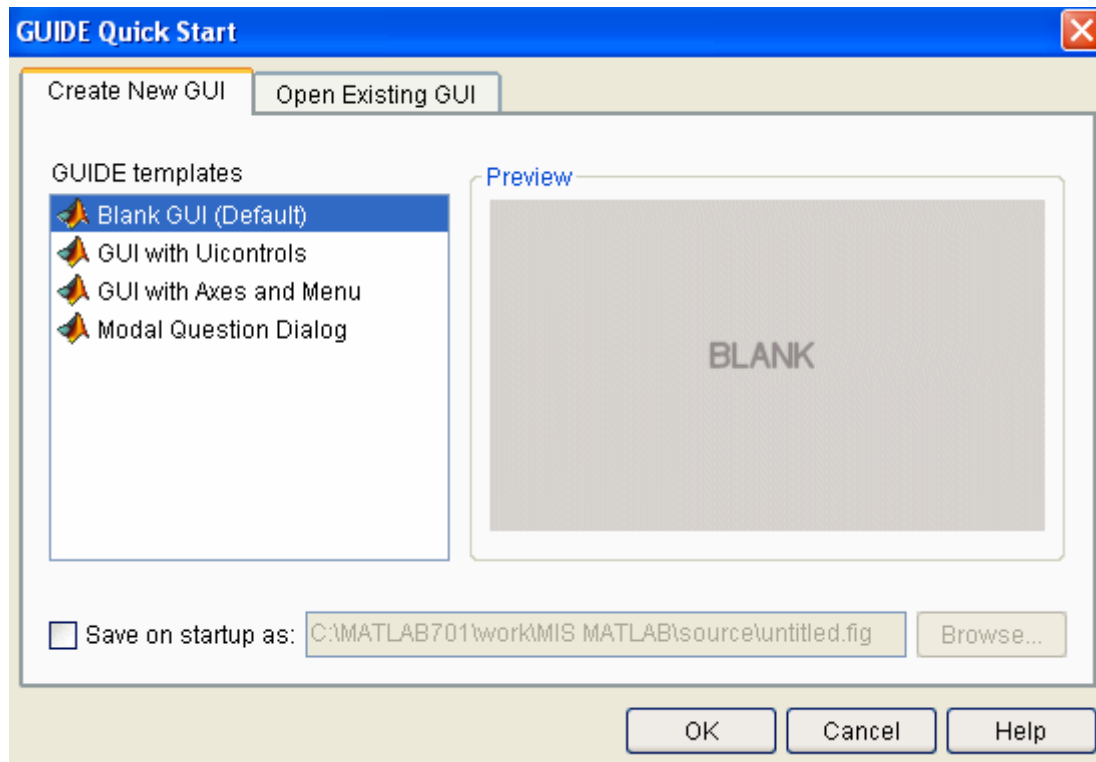 GUIDE Quick Start
Create New GUI
Open Existing GUI
GUIDE templates
Blank GUI (Default)
GUI with Uicontrols
GUI with Axes and Menu
Modal Question Dialog
Preview
BLANK
Save on startup as:
C:\MATLAB701\work\MIS MATLAB\source\untitled.fig
Browse...
OK
Cancel
Help